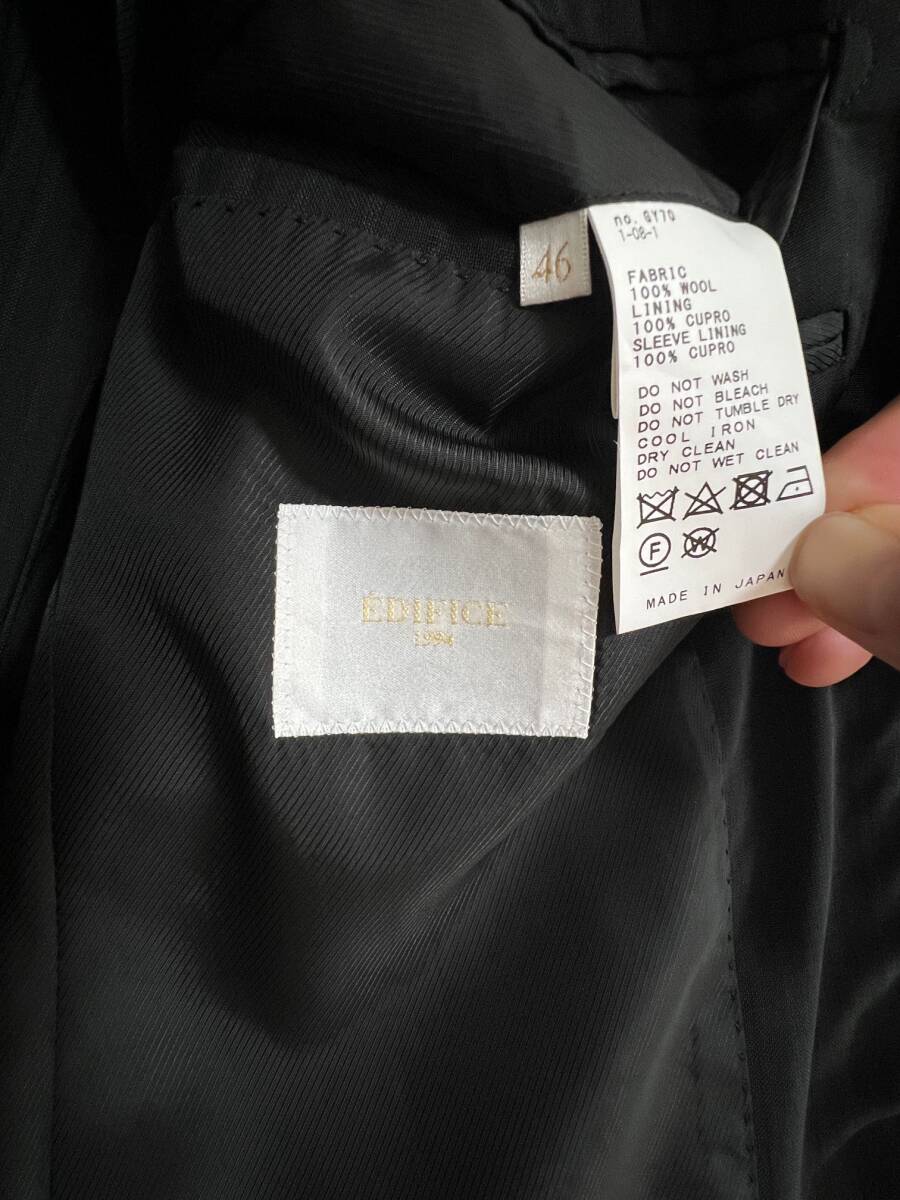 46
no. GY70
1-08-1
FABRIC
100% WOOL
LINING
100% CUPRO
SLEEVE LINING
100% CUPRO
DO NOT WASH
DO NOT BLEACH
DO NOT TUMBLE DRY
COOL IRON
DRY CLEAN
DO NOT WET CLEAN
F W
MADE IN JAPAN
ÉDIFICE
1994